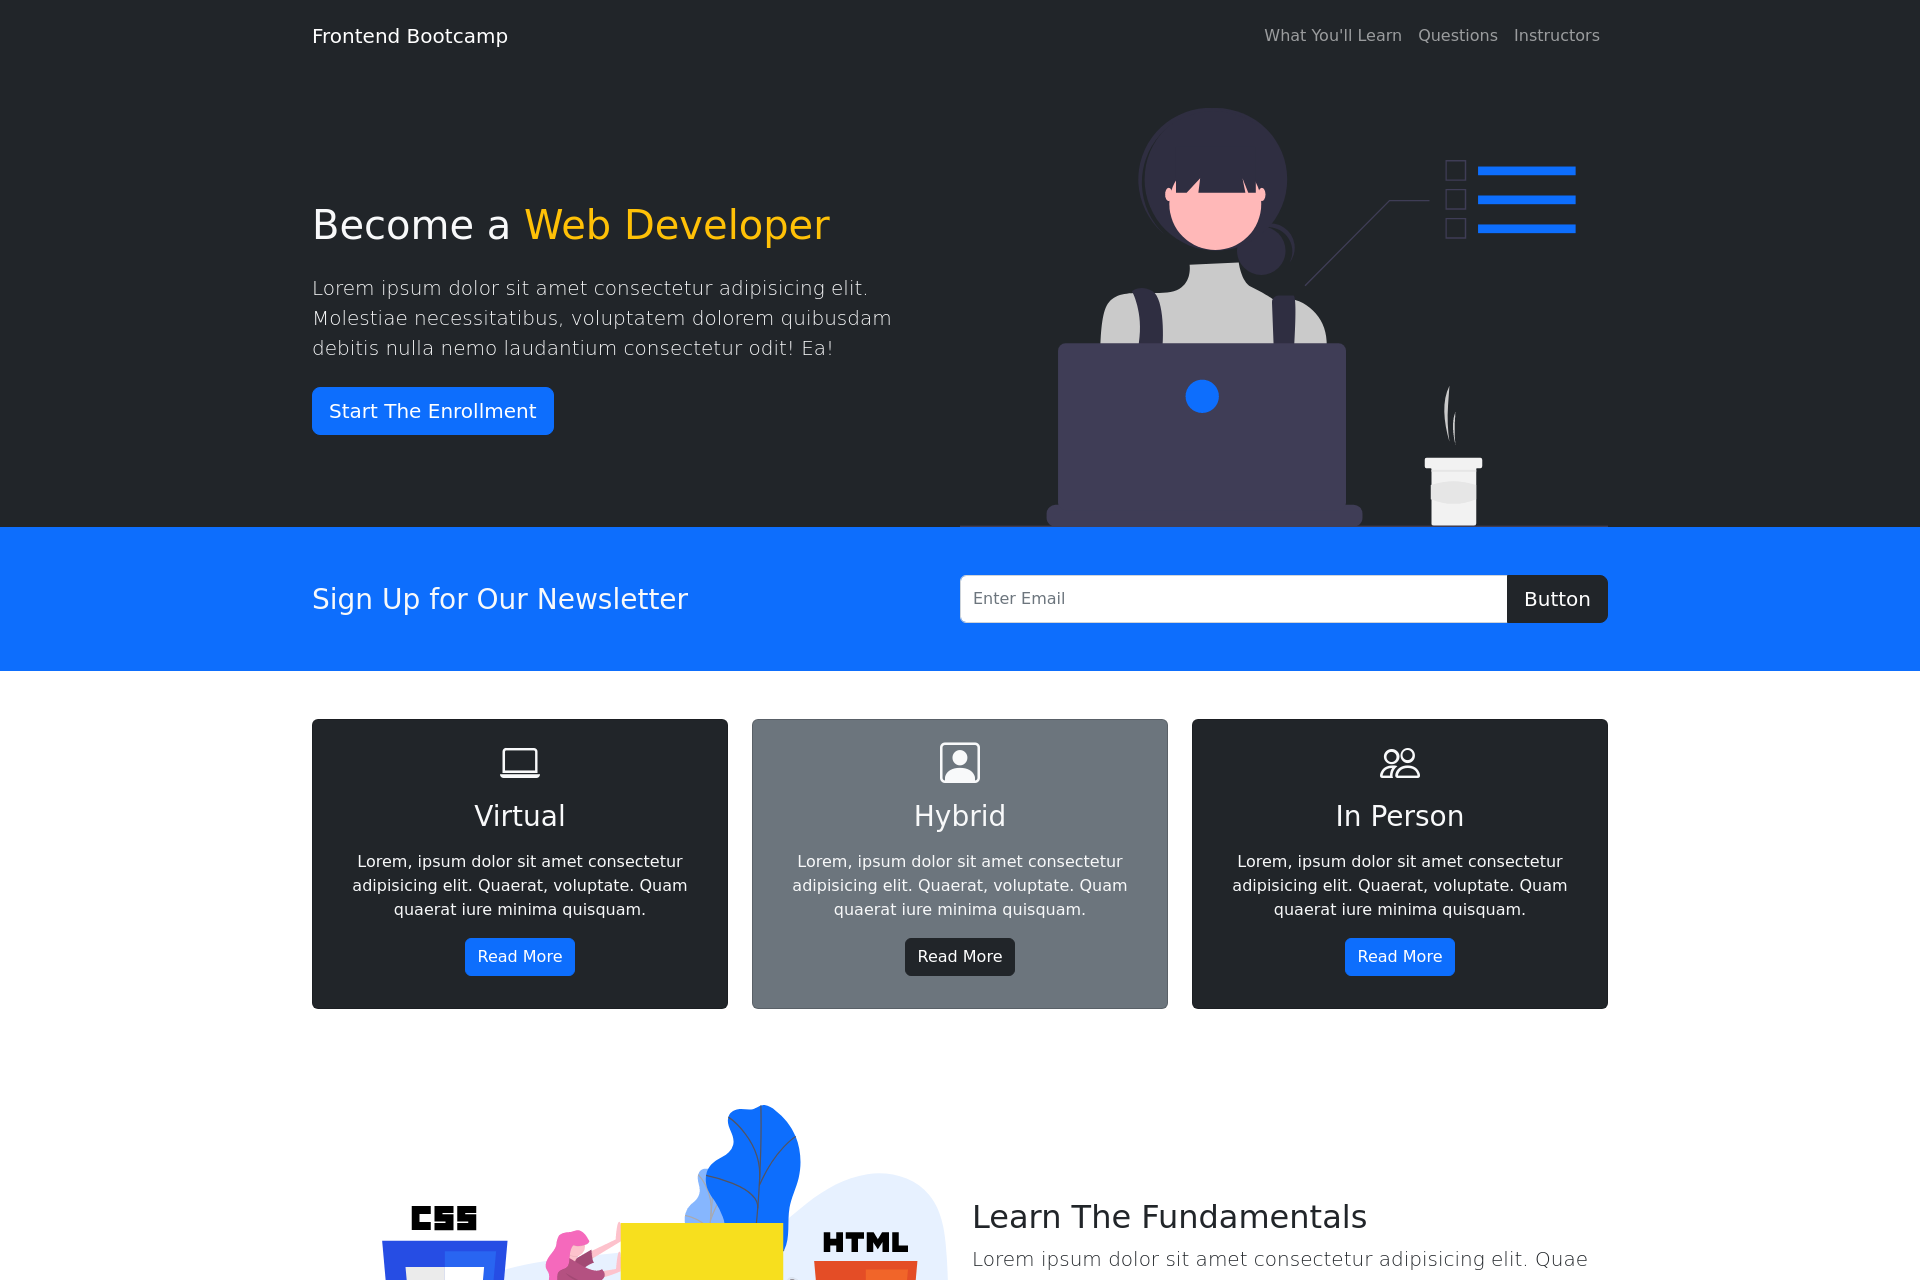 Frontend Bootcamp
What You'll Learn Questions Instructors
Become a Web Developer
Lorem ipsum dolor sit amet consectetur adipisicing elit.
Molestiae necessitatibus, voluptatem dolorem quibusdam
debitis nulla nemo laudantium consectetur odit! Ea!
Start The Enrollment
Sign Up for Our Newsletter
Enter Email
Button
Virtual
Lorem, ipsum dolor sit amet consectetur
adipisicing elit. Quaerat, voluptate. Quam
quaerat iure minima quisquam.
Read More
Hybrid
Lorem, ipsum dolor sit amet consectetur
adipisicing elit. Quaerat, voluptate. Quam
quaerat iure minima quisquam.
Read More
In Person
Lorem, ipsum dolor sit amet consectetur
adipisicing elit. Quaerat, voluptate. Quam
quaerat iure minima quisquam.
Read More
CSS
HTML
Learn The Fundamentals
Lorem ipsum dolor sit amet consectetur adipisicing elit. Quae